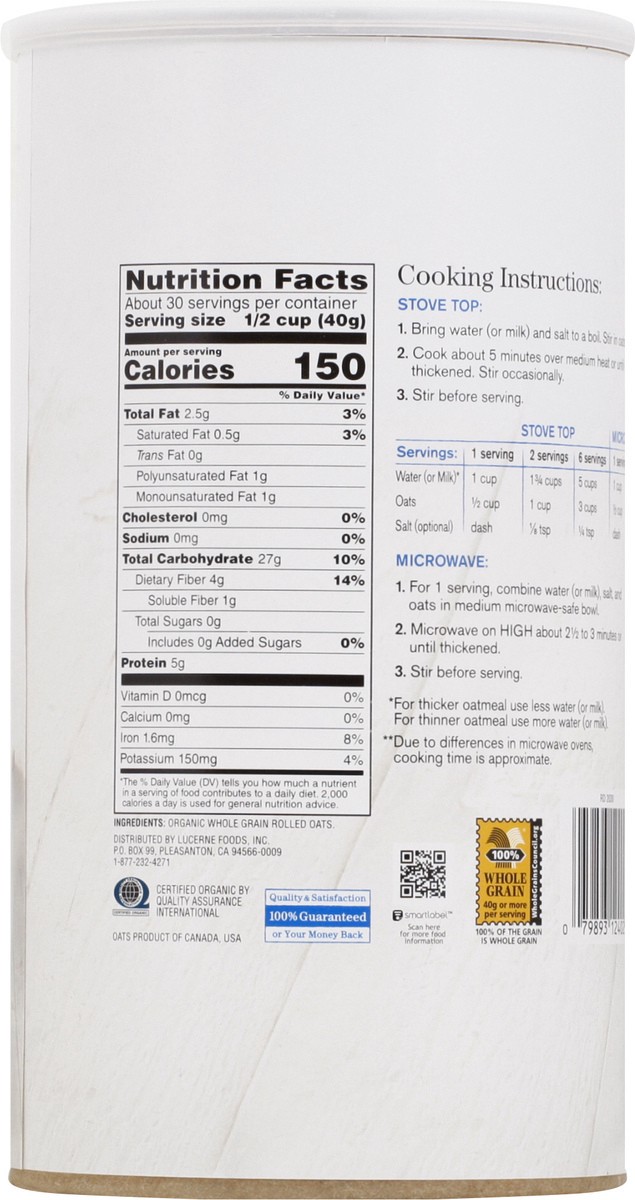 Nutrition Facts
About 30 servings per container
Serving size 1/2 cup (40g)
Amount per serving
Calories 150
% Daily Value*
Total Fat 2.5g 3%
Saturated Fat 0.5g 3%
Trans Fat 0g
Polyunsaturated Fat 1g
Monounsaturated Fat 1g
Cholesterol 0mg 0%
Sodium 0mg 0%
Total Carbohydrate 27g 10%
Dietary Fiber 4g 14%
Soluble Fiber 1g
Total Sugars 0g
Includes 0g Added Sugars 0%
Protein 5g
Vitamin D 0mcg 0%
Calcium 0mg 0%
Iron 1.6mg 8%
Potassium 150mg 4%
*The % Daily Value (DV) tells you how much a nutrient
in a serving of food contributes to a daily diet. 2,000
calories a day is used for general nutrition advice.
INGREDIENTS: ORGANIC WHOLE GRAIN ROLLED OATS.
DISTRIBUTED BY LUCERNE FOODS, INC.
P.O. BOX 99, PLEASANTON, CA 94566-0009
1-877-232-4271
CERTIFIED ORGANIC BY
QUALITY ASSURANCE
INTERNATIONAL
CERTIFIED ORGANIC
OATS PRODUCT OF CANADA, USA
Quality & Satisfaction
100% Guaranteed
or Your Money Back
Cooking Instructions:
STOVE TOP:
1. Bring water (or milk) and salt to a boil. Stir in
2. Cook about 5 minutes over medium heat or
thickened. Stir occasionally.
3. Stir before serving.
STOVE TOP
Servings: 1 serving 2 servings 6 servings
Water (or Milk)* 1 cup 1¾ cups 5 cups 1 cup
Oats ½ cup 1 cup 3 cups
Salt (optional) dash ⅛ tsp ¼ tsp dash
MICROWAVE:
1. For 1 serving, combine water (or milk), salt, and
oats in medium microwave-safe bowl.
2. Microwave on HIGH about 2½ to 3 minutes or
until thickened.
3. Stir before serving.
*For thicker oatmeal use less water (or milk).
For thinner oatmeal use more water (or milk).
**Due to differences in microwave ovens,
cooking time is approximate.
smartlabel™
Scan here
for more food
information
100%
WHOLE
GRAIN
40g or more
per serving
WholeGrainsCouncil.org
100% OF THE GRAIN
IS WHOLE GRAIN
0 79893 1240